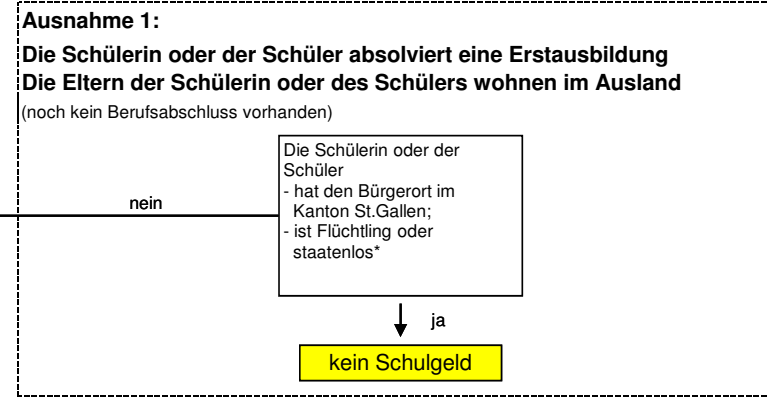 Ausnahme 1:
Die Schülerin oder der Schüler absolviert eine Erstausbildung
Die Eltern der Schülerin oder des Schülers wohnen im Ausland
(noch kein Berufsabschluss vorhanden)
Die Schülerin oder der
Schüler
- hat den Bürgerort im
Kanton St.Gallen;
- ist Flüchtling oder
staatenlos*
nein
ja
kein Schulgeld